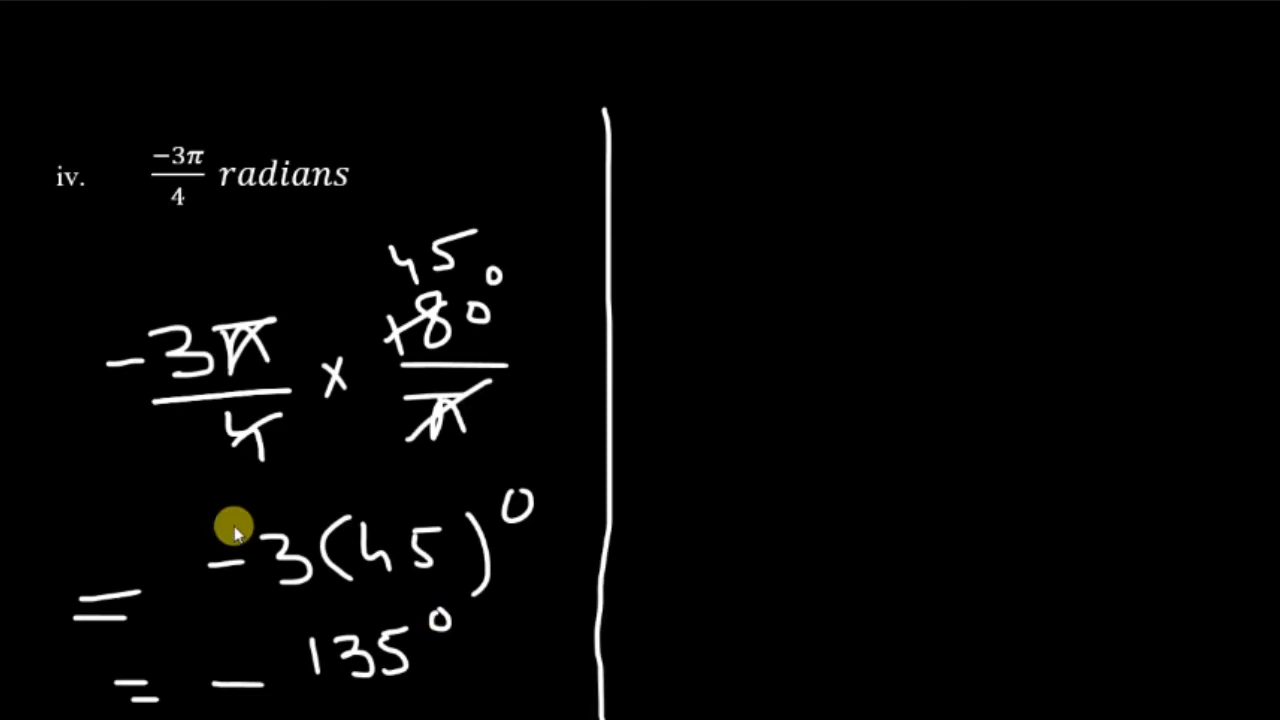 iv. -3π/4 radians
45
-3π/4 × 180°/π
= -3(45)°
= -135°